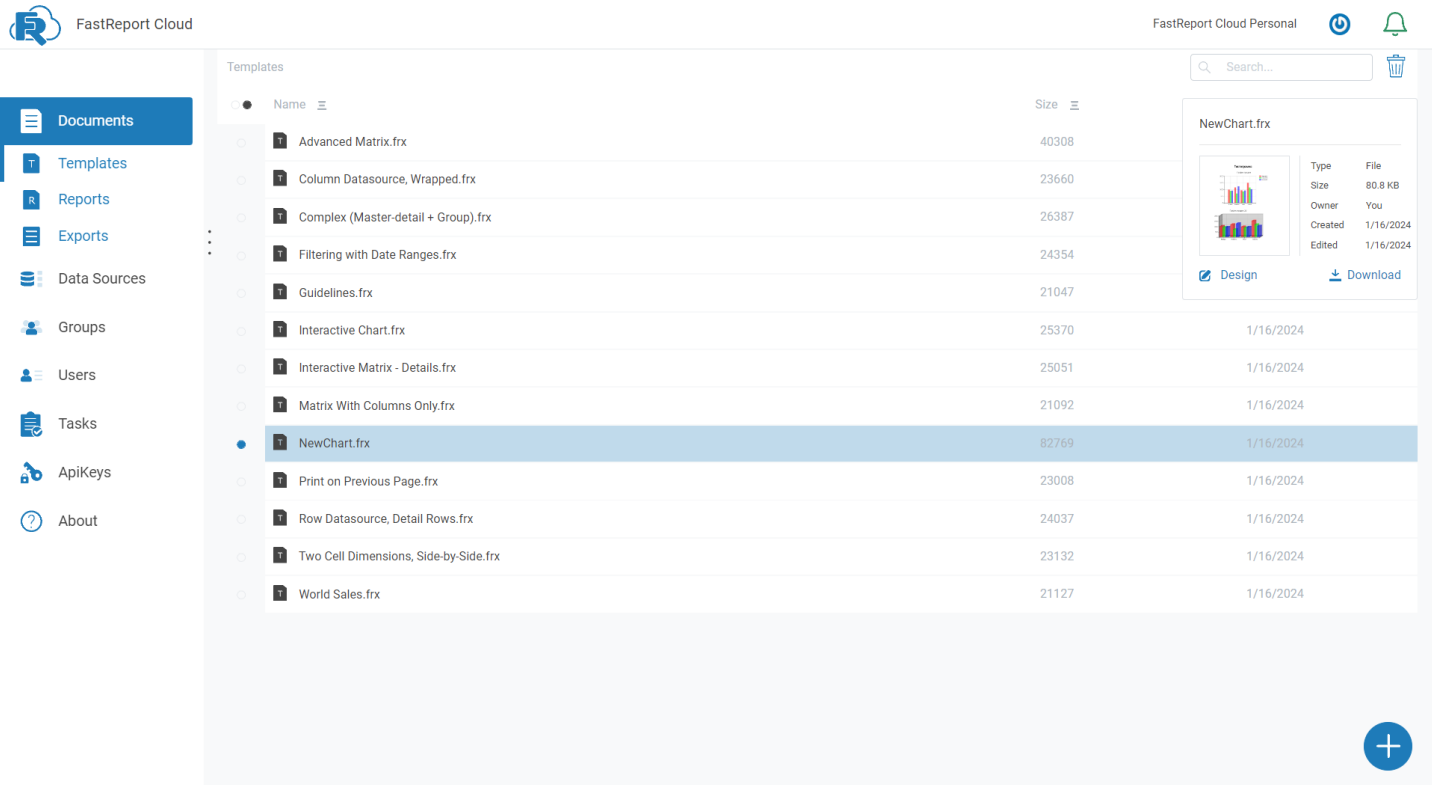 FastReport Cloud
FastReport Cloud Personal
Templates
Search...
Documents
Templates
Reports
Exports
Data Sources
Groups
Users
Tasks
ApiKeys
About
Name
Size
Advanced Matrix.frx 40308
Column Datasource, Wrapped.frx 23660
Complex (Master-detail + Group).frx 26387
Filtering with Date Ranges.frx 24354
Guidelines.frx 21047
Interactive Chart.frx 25370 1/16/2024
Interactive Matrix - Details.frx 25051 1/16/2024
Matrix With Columns Only.frx 21092 1/16/2024
NewChart.frx 82769 1/16/2024
Print on Previous Page.frx 23008 1/16/2024
Row Datasource, Detail Rows.frx 24037 1/16/2024
Two Cell Dimensions, Side-by-Side.frx 23132 1/16/2024
World Sales.frx 21127 1/16/2024
NewChart.frx
Type File
Size 80.8 KB
Owner You
Created 1/16/2024
Edited 1/16/2024
Design
Download